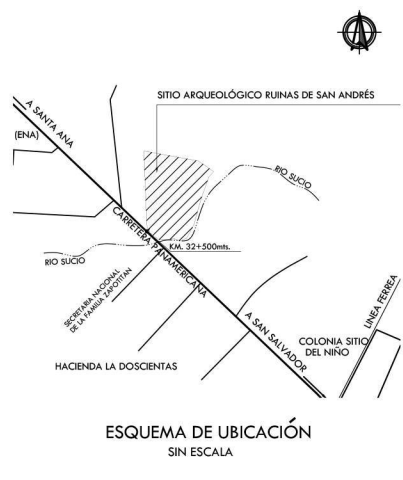 SITIO ARQUEOLÓGICO RUINAS DE SAN ANDRÉS
A SANTA ANA
(ENA)
RIO SUCIO
CARRETERA PANAMERICANA
KM. 32+500mts.
RIO SUCIO
SECRETARIA NACIONAL
DE LA FAMILIA ZAPOTITAN
LINEA FERREA
A SAN SALVADOR
COLONIA SITIO
DEL NIÑO
HACIENDA LA DOSCIENTAS
ESQUEMA DE UBICACIÓN
SIN ESCALA